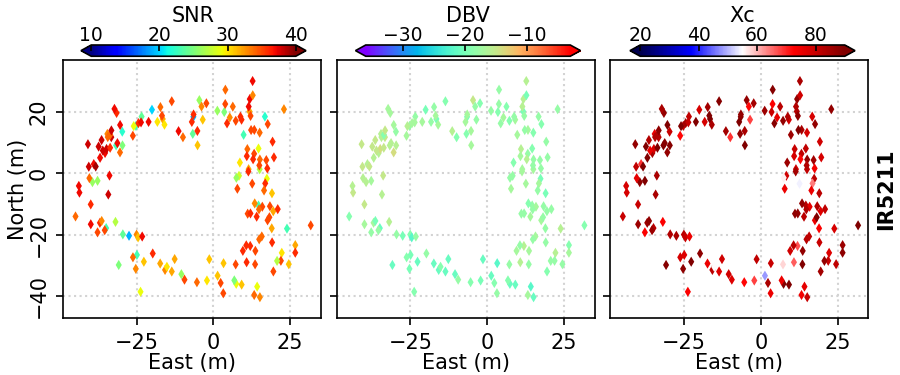 SNR DBV Xc
10 20 30 40 −30 −20 −10 20 40 60 80
20
0
−20
−40
North (m)
−25 0 25 −25 0 25 −25 0 25
East (m) East (m) East (m)
IR5211